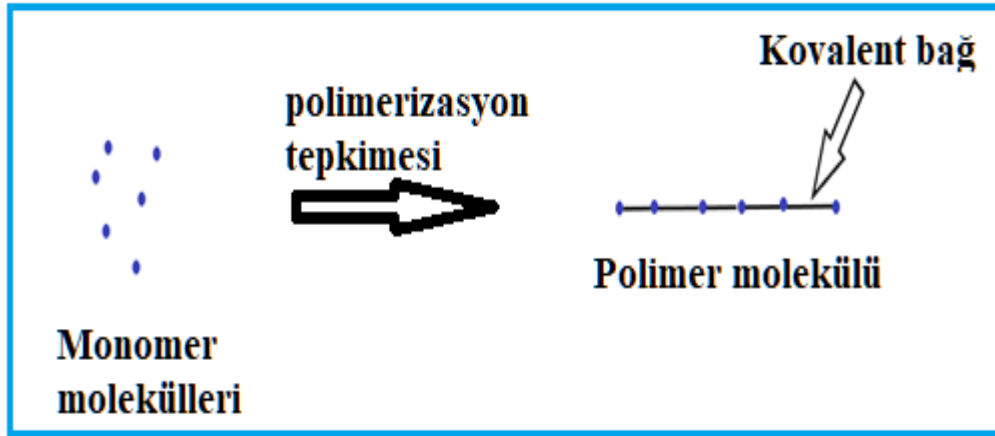 Kovalent bağ
polimerizasyon
tepkimesi
Polimer molekülü
Monomer
molekülleri